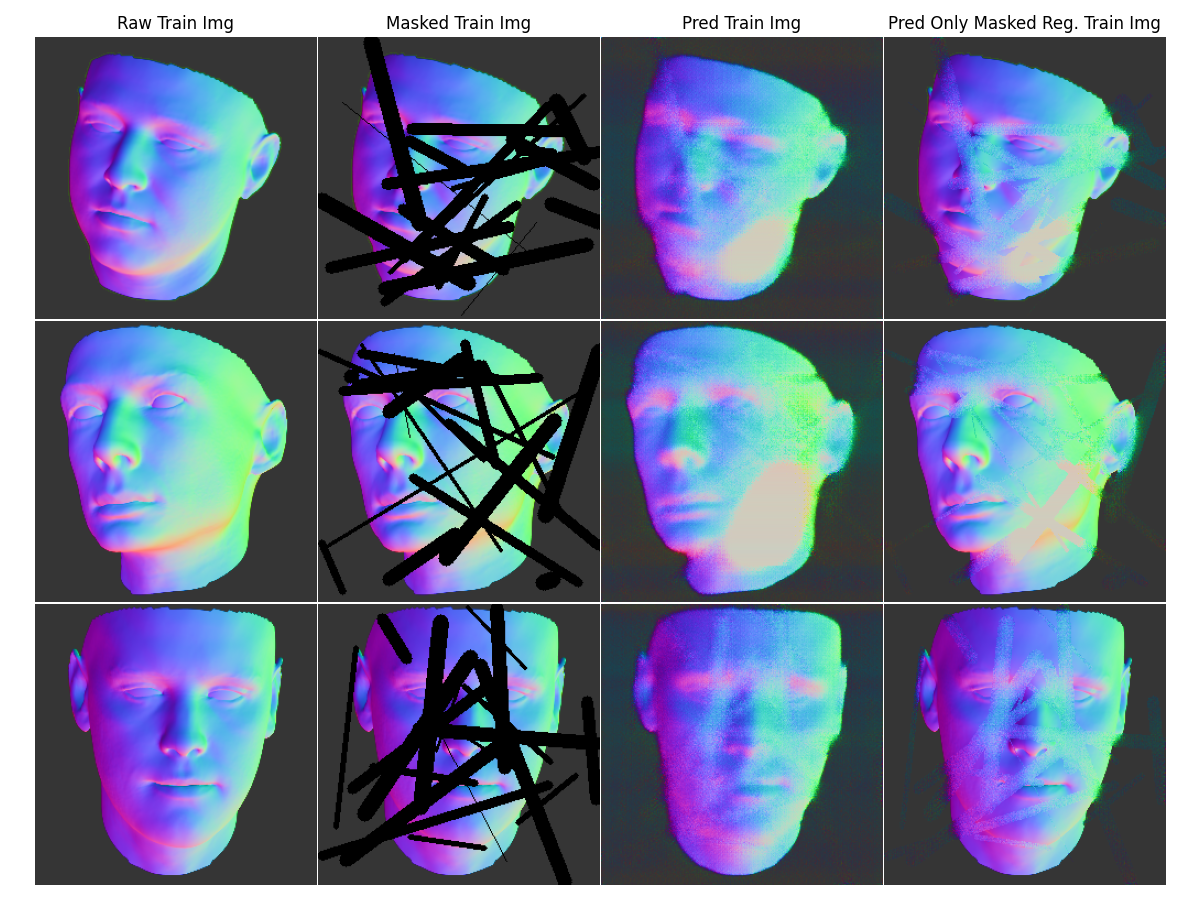 Raw Train Img
Masked Train Img
Pred Train Img
Pred Only Masked Reg. Train Img